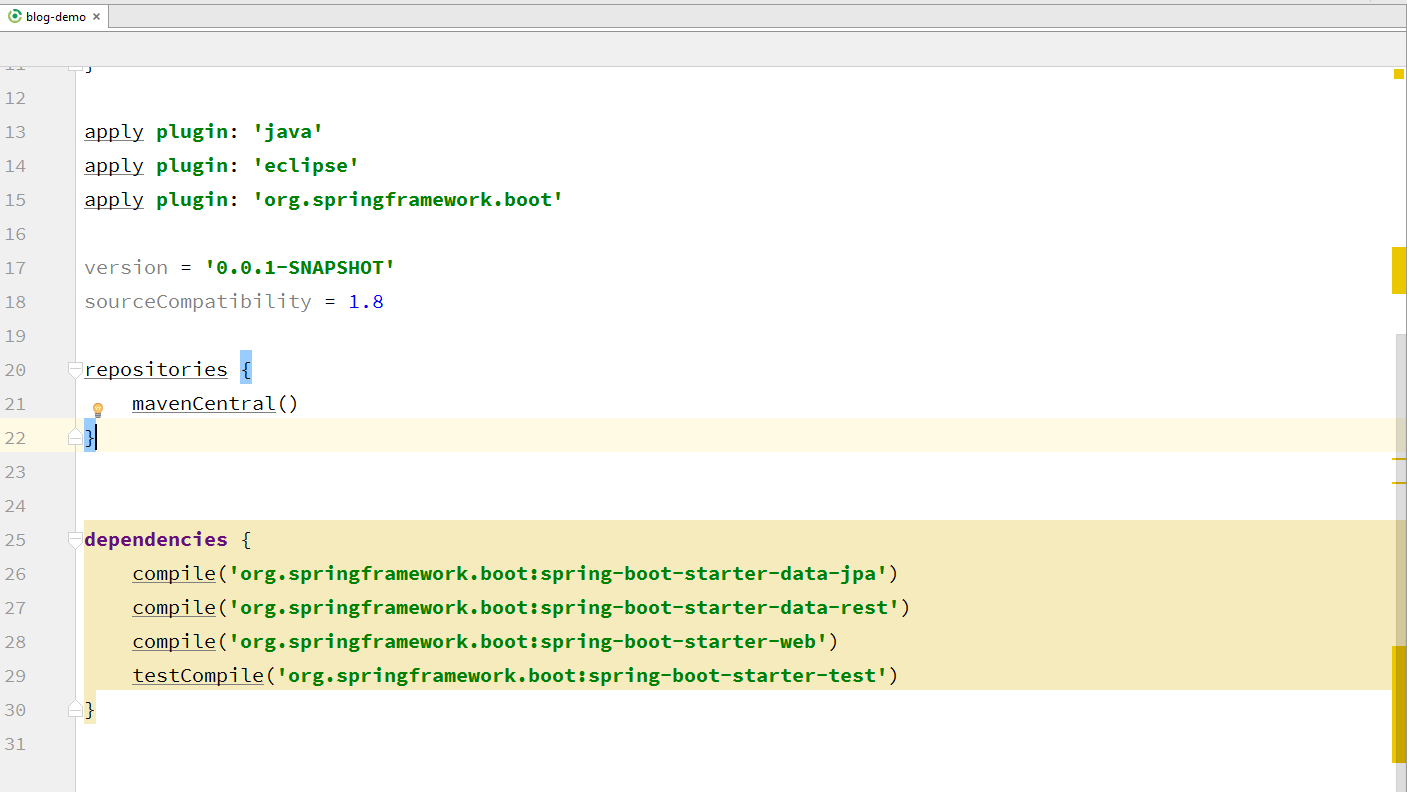 blog-demo
}
12
13 apply plugin: 'java'
14 apply plugin: 'eclipse'
15 apply plugin: 'org.springframework.boot'
16
17 version = '0.0.1-SNAPSHOT'
18 sourceCompatibility = 1.8
19
20 repositories {
21 mavenCentral()
22 }
23
24
25 dependencies {
26 compile('org.springframework.boot:spring-boot-starter-data-jpa')
27 compile('org.springframework.boot:spring-boot-starter-data-rest')
28 compile('org.springframework.boot:spring-boot-starter-web')
29 testCompile('org.springframework.boot:spring-boot-starter-test')
30 }
31